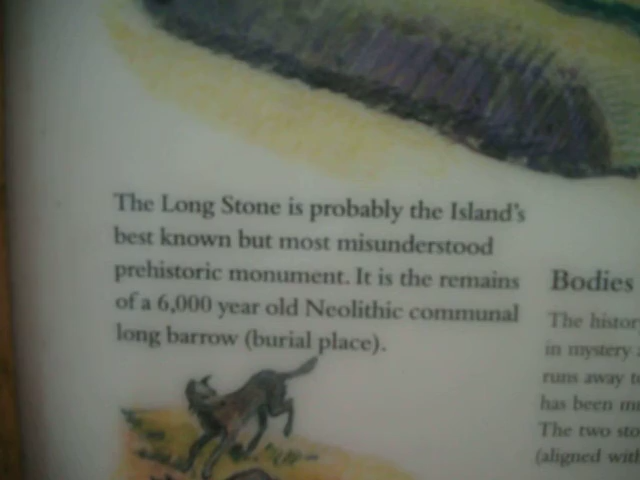 The Long Stone is probably the Island's
best known but most misunderstood
prehistoric monument. It is the remains
of a 6,000 year old Neolithic communal
long barrow (burial place).
Bodies
The histor
in mystery
runs away
has been
The two sto
(aligned with